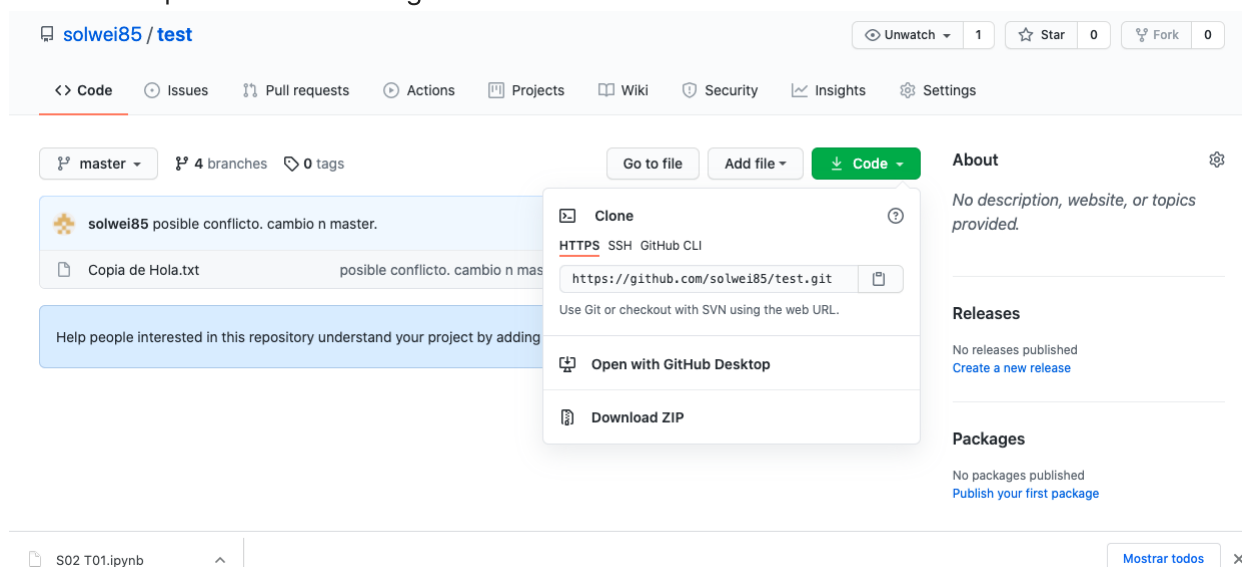 solwei85 / test
Unwatch 1 Star 0 Fork 0
Code Issues Pull requests Actions Projects Wiki Security Insights Settings
master 4 branches 0 tags Go to file Add file Code
About
No description, website, or topics
provided.
solwei85 posible conflicto. cambio n master.
Copia de Hola.txt posible conflicto. cambio n mas
Help people interested in this repository understand your project by adding
Clone
HTTPS SSH GitHub CLI
https://github.com/solwei85/test.git
Use Git or checkout with SVN using the web URL.
Open with GitHub Desktop
Download ZIP
Releases
No releases published
Create a new release
Packages
No packages published
Publish your first package
S02 T01.ipynb
Mostrar todos